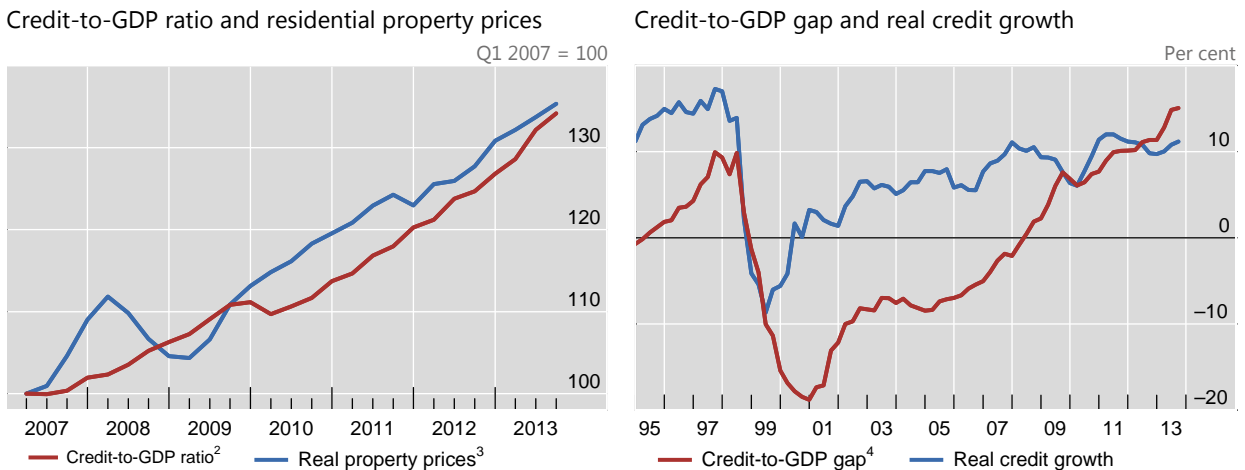 Credit-to-GDP ratio and residential property prices
Q1 2007 = 100
130
120
110
100
2007 2008 2009 2010 2011 2012 2013
Credit-to-GDP ratio² Real property prices³
Credit-to-GDP gap and real credit growth
Per cent
10
0
–10
–20
95 97 99 01 03 05 07 09 11 13
Credit-to-GDP gap⁴ Real credit growth